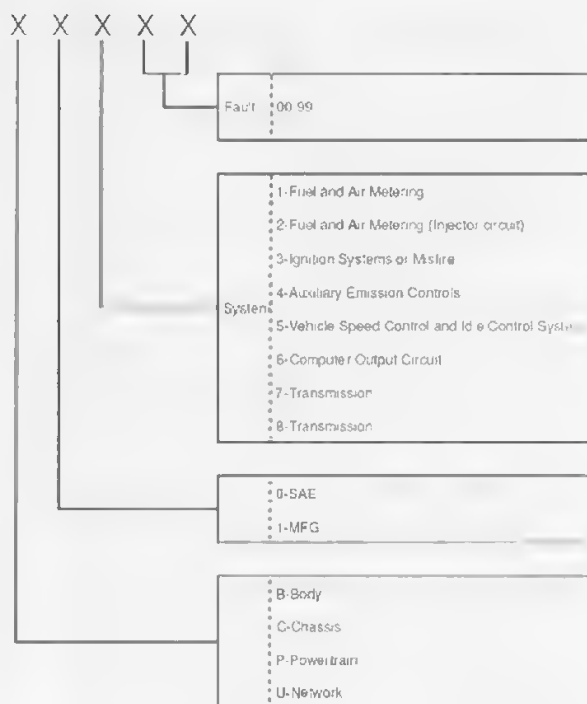 X X X X X
Fault 00-99
1-Fuel and Air Metering
2-Fuel and Air Metering (Injector circuit)
3-Ignition Systems or Misfire
4-Auxiliary Emission Controls
System 5-Vehicle Speed Control and Idle Control Syste
6-Computer Output Circuit
7-Transmission
8-Transmission
0-SAE
1-MFG
B-Body
C-Chassis
P-Powertrain
U-Network